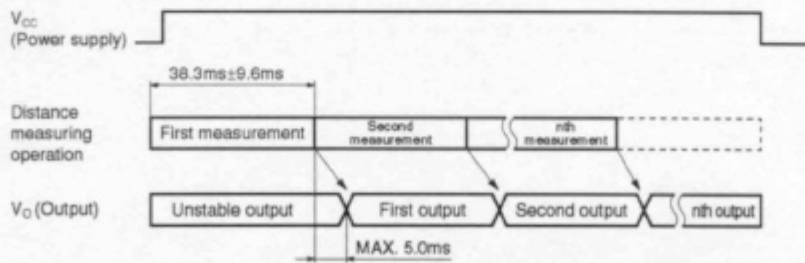 VCC
(Power supply)
38.3ms±9.6ms
Distance
measuring
operation
First measurement
Second
measurement
nth
measurement
VO (Output)
Unstable output
First output
Second output
nth output
MAX. 5.0ms